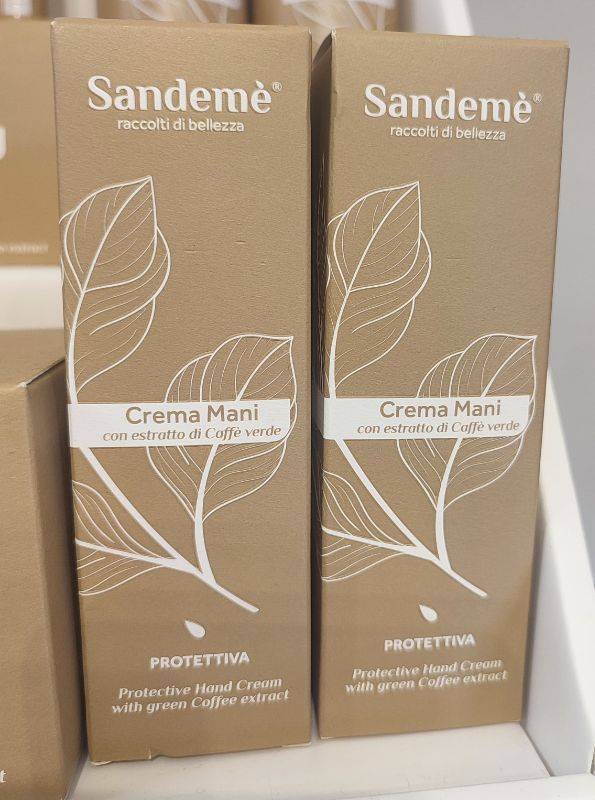 Sandemè®
raccolti di bellezza
Crema Mani
con estratto di Caffè verde
PROTETTIVA
Protective Hand Cream
with green Coffee extract
Sandemè®
raccolti di bellezza
Crema Mani
con estratto di Caffè verde
PROTETTIVA
Protective Hand Cream
with green Coffee extract
extract